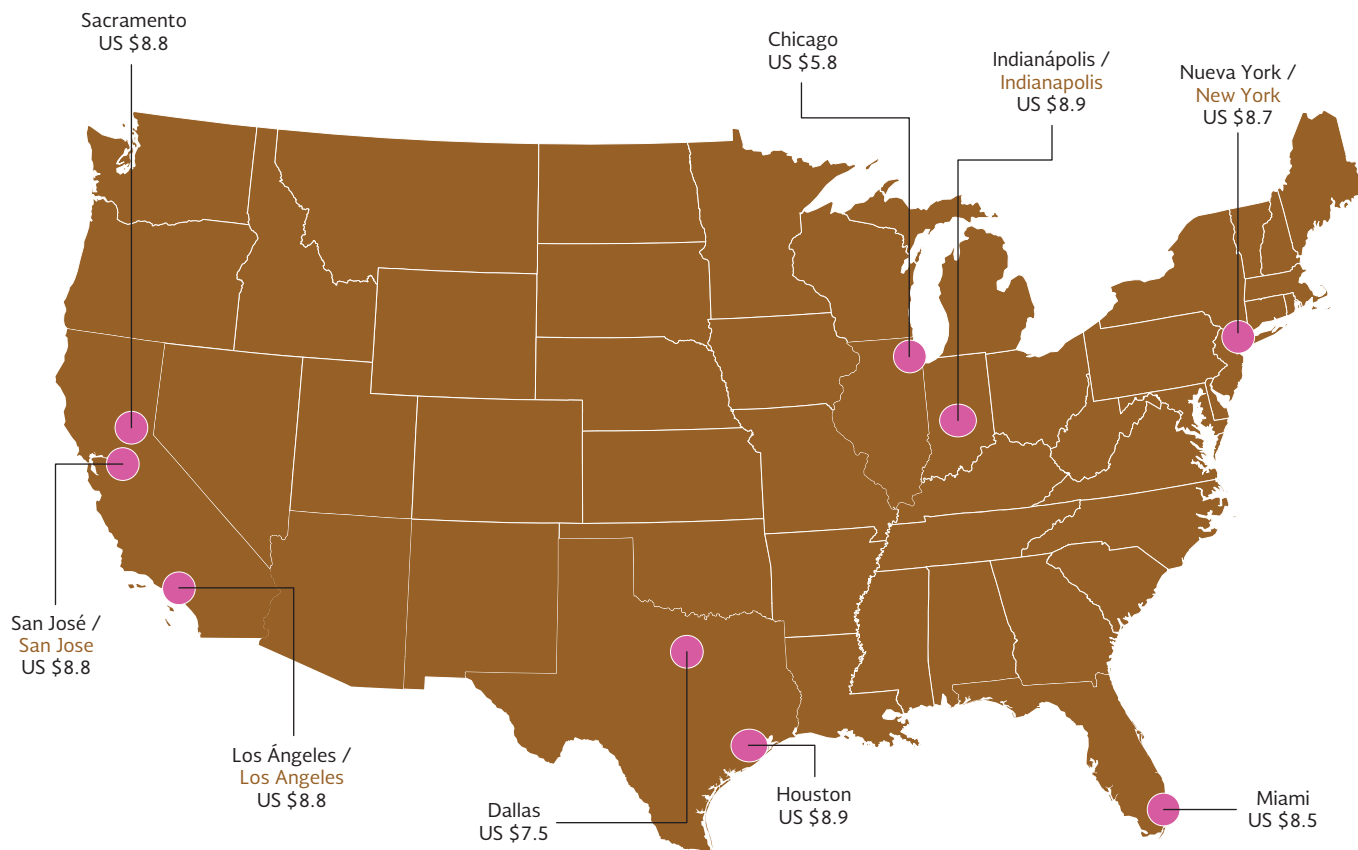 Sacramento
US $8.8
Chicago
US $5.8
Indianápolis /
Indianapolis
US $8.9
Nueva York /
New York
US $8.7
San José /
San Jose
US $8.8
Los Ángeles /
Los Angeles
US $8.8
Dallas
US $7.5
Houston
US $8.9
Miami
US $8.5